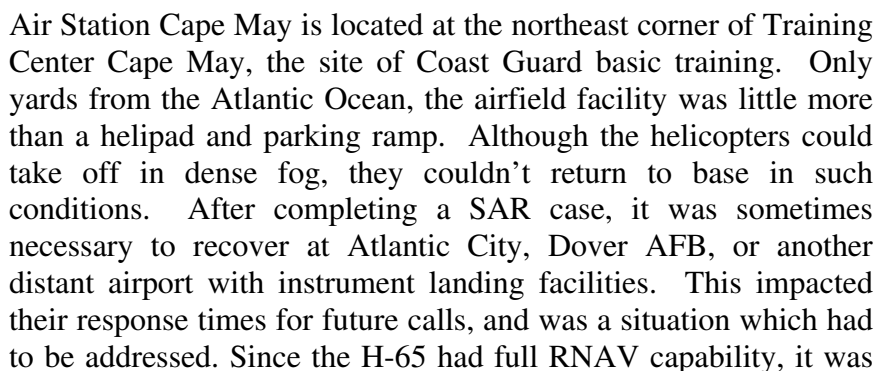 Air Station Cape May is located at the northeast corner of Training
Center Cape May, the site of Coast Guard basic training.  Only
yards from the Atlantic Ocean, the airfield facility was little more
than a helipad and parking ramp.  Although the helicopters could
take off in dense fog, they couldn’t return to base in such
conditions.  After completing a SAR case, it was sometimes
necessary to recover at Atlantic City, Dover AFB, or another
distant airport with instrument landing facilities.  This impacted
their response times for future calls, and was a situation which had
to be addressed. Since the H-65 had full RNAV capability, it was